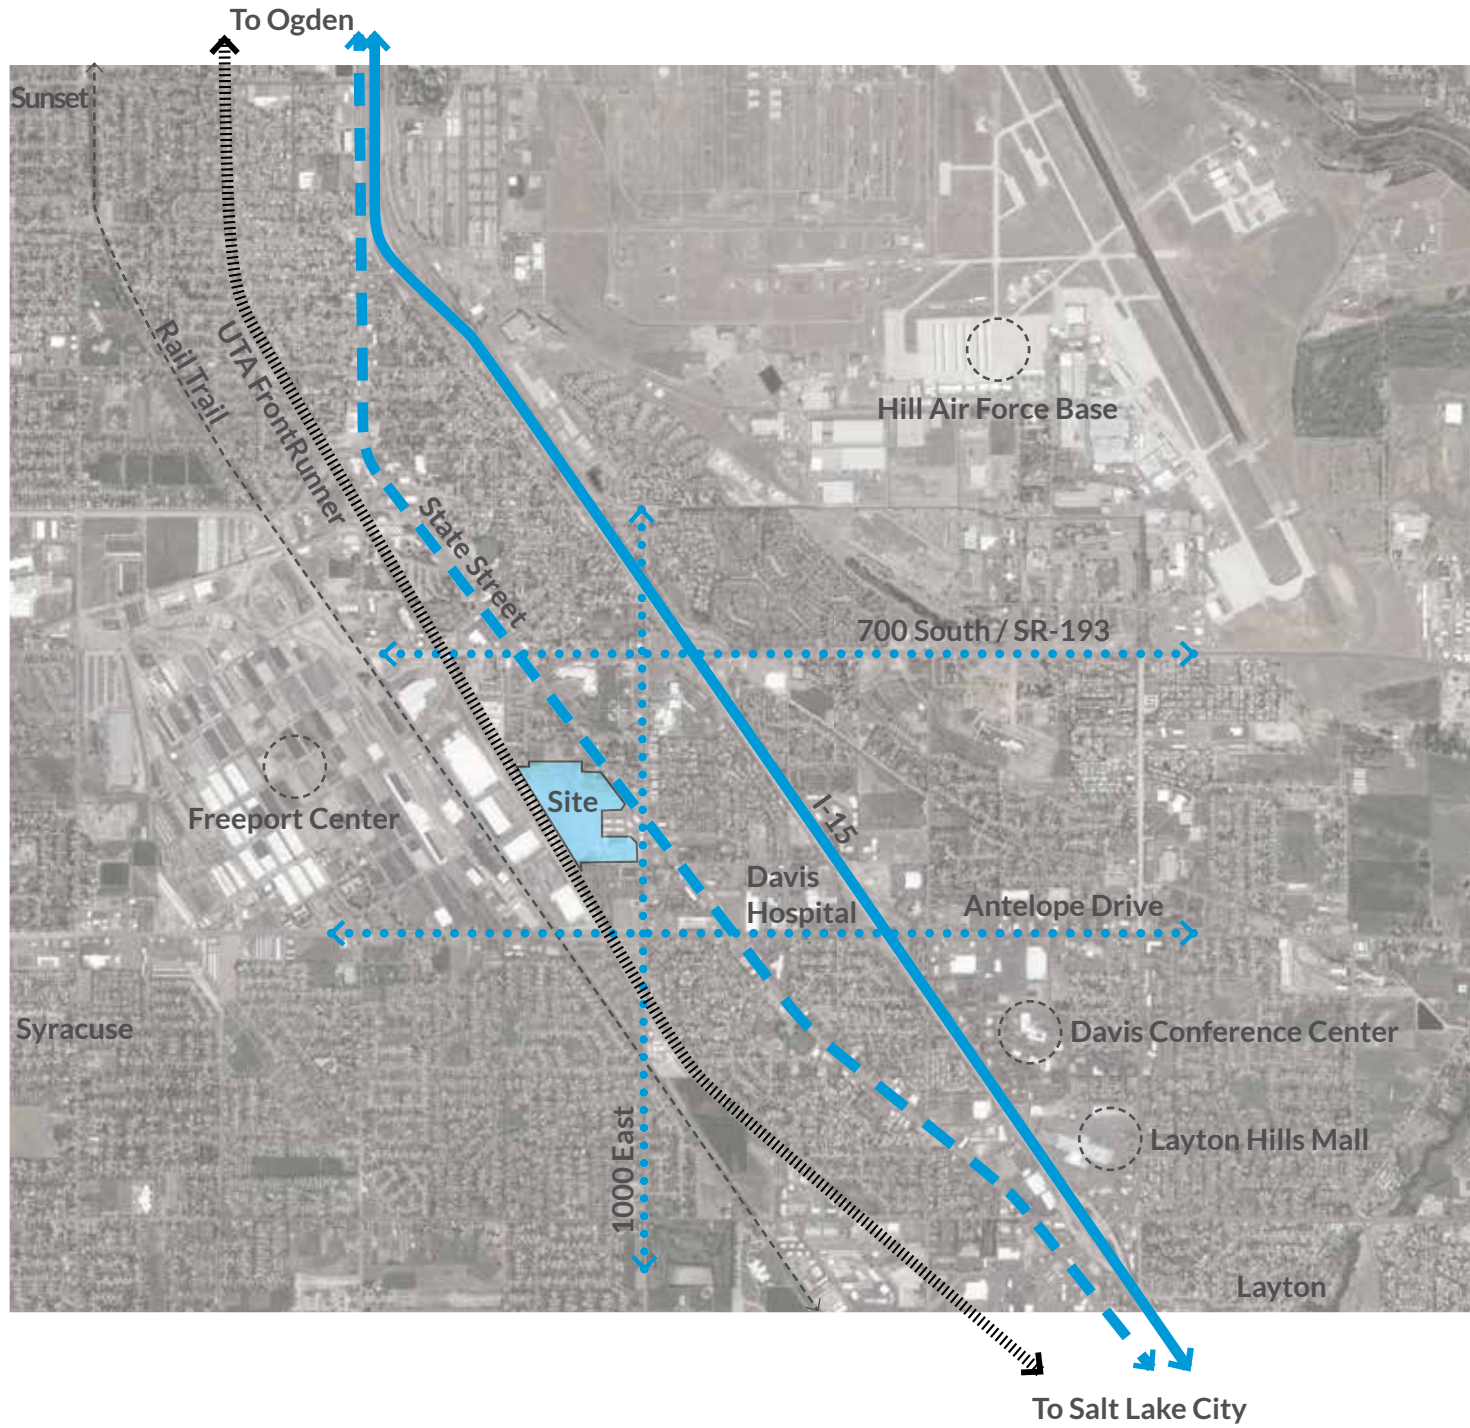 To Ogden
Sunset
Rail Trail
UTA FrontRunner
Hill Air Force Base
State Street
700 South / SR-193
Site
I-15
Freeport Center
Davis
Hospital
Antelope Drive
Syracuse
Davis Conference Center
1000 East
Layton Hills Mall
Layton
To Salt Lake City